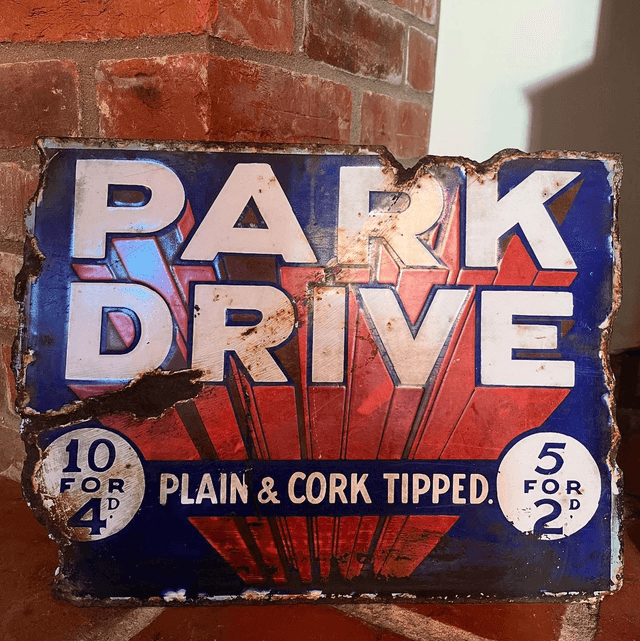 PARK
DRIVE
10
FOR
4D.
PLAIN & CORK TIPPED.
5
FOR
2D.